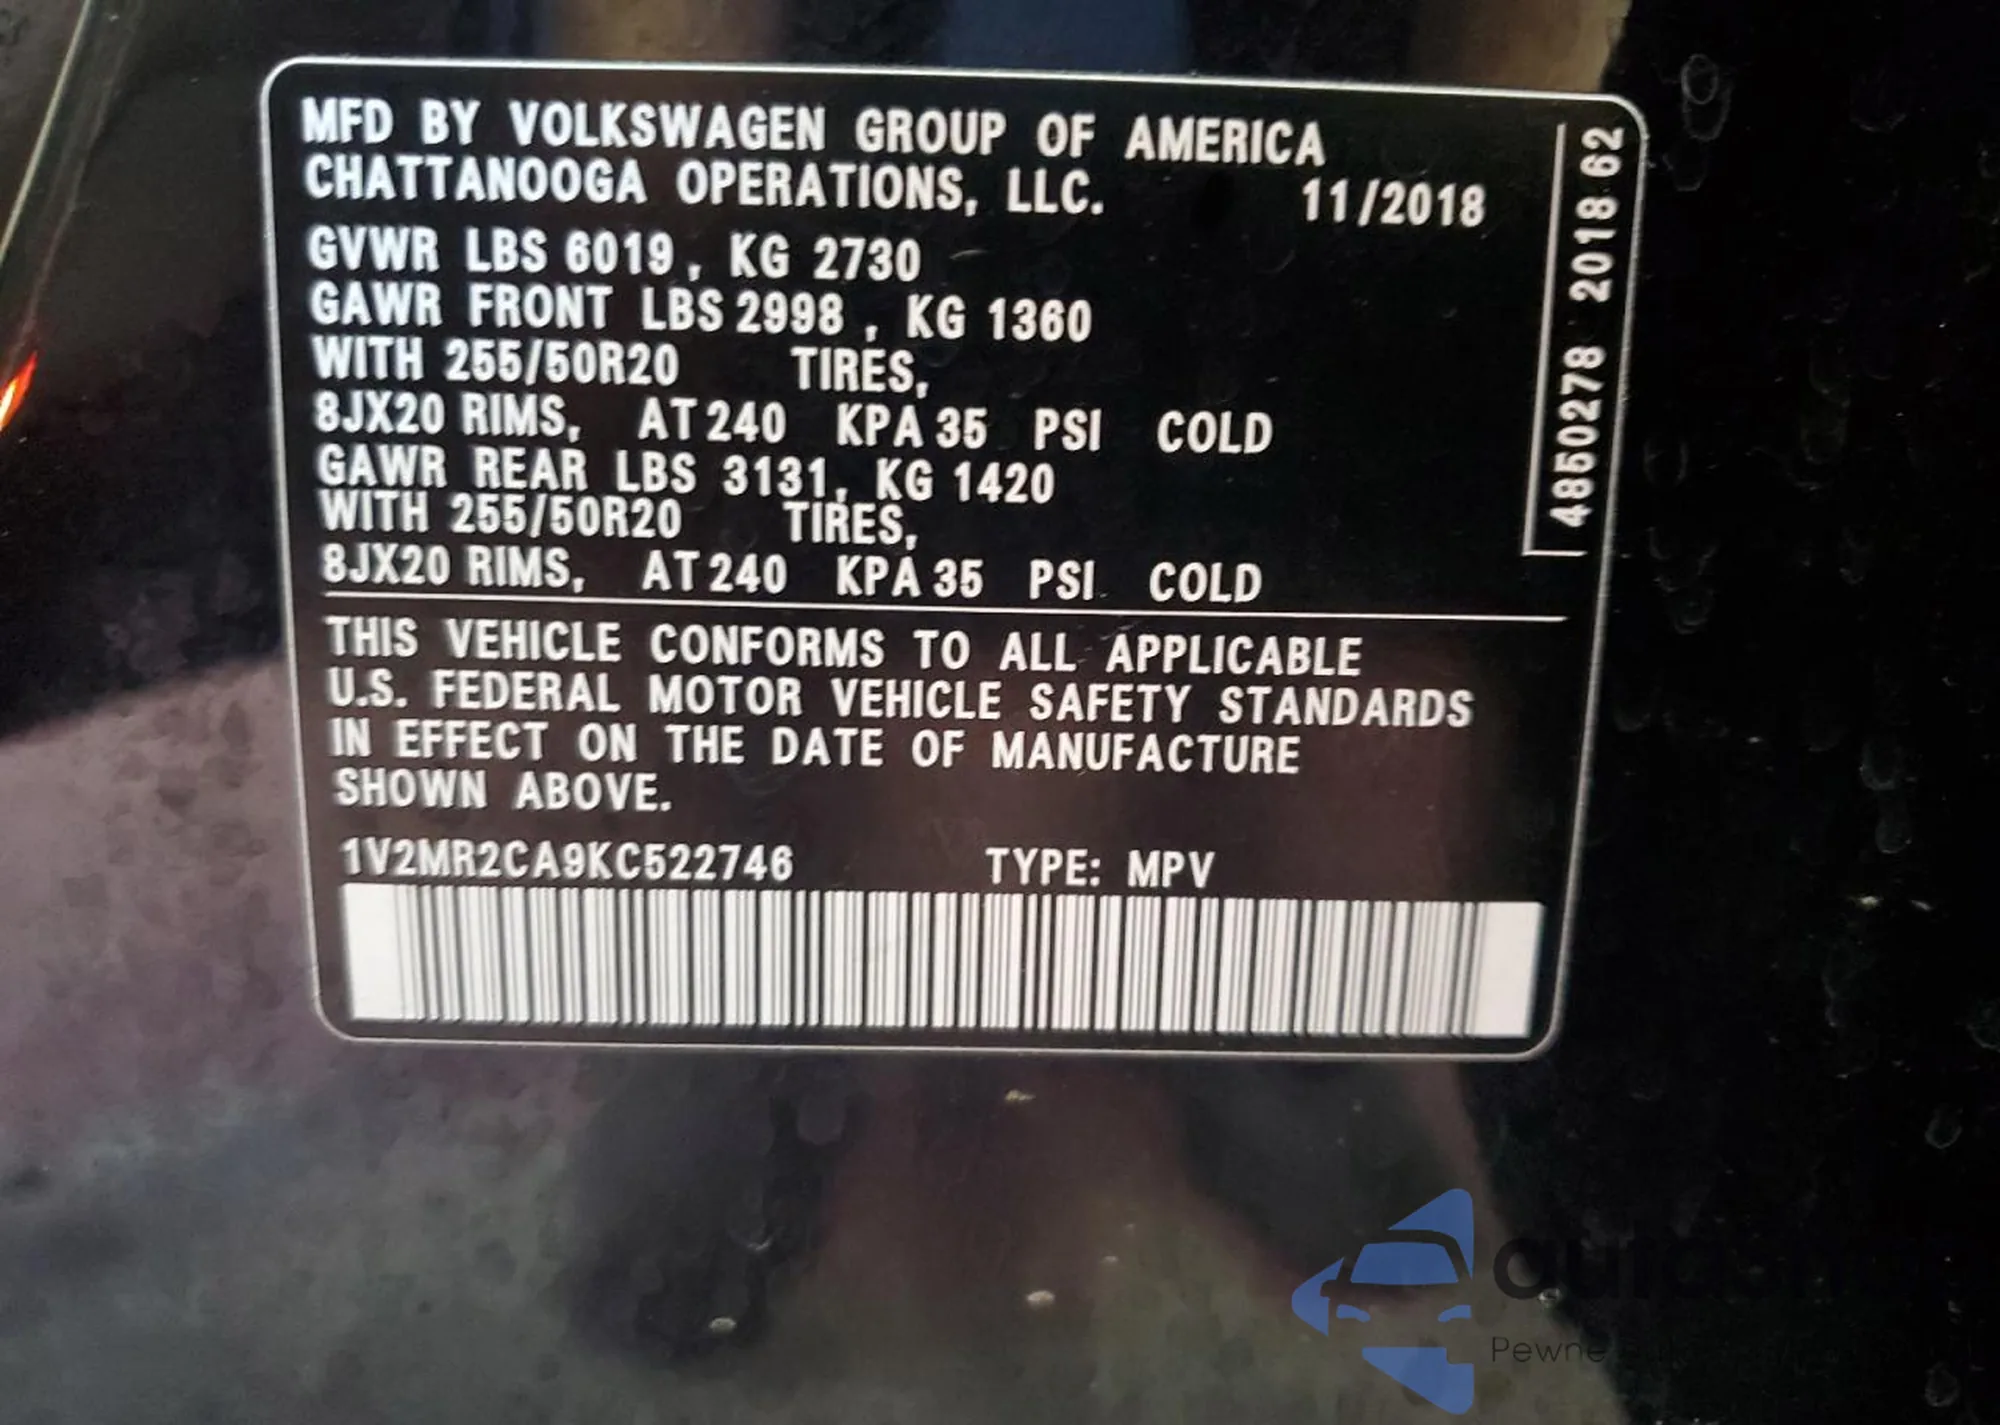 MFD BY VOLKSWAGEN GROUP OF AMERICA
CHATTANOOGA OPERATIONS, LLC. 11/2018
GVWR LBS 6019, KG 2730
GAWR FRONT LBS 2998, KG 1360
WITH 255/50R20 TIRES,
8JX20 RIMS, AT 240 KPA 35 PSI COLD
GAWR REAR LBS 3131, KG 1420
WITH 255/50R20 TIRES,
8JX20 RIMS, AT 240 KPA 35 PSI COLD
THIS VEHICLE CONFORMS TO ALL APPLICABLE
U.S. FEDERAL MOTOR VEHICLE SAFETY STANDARDS
IN EFFECT ON THE DATE OF MANUFACTURE
SHOWN ABOVE.
1V2MR2CA9KC522746 TYPE: MPV
4850278 2018 62
Pewne